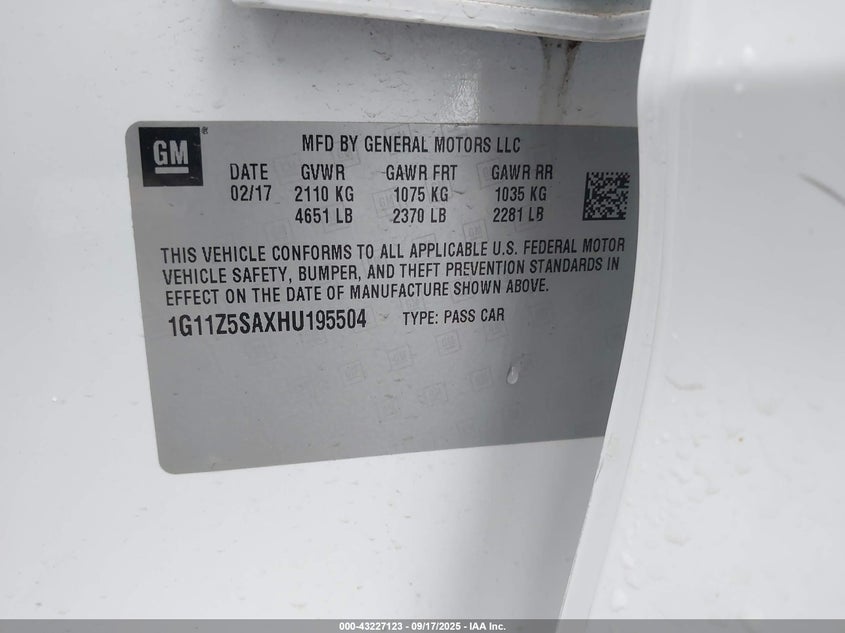 GM®
MFD BY GENERAL MOTORS LLC
DATE GVWR GAWR FRT GAWR RR
02/17 2110 KG 1075 KG 1035 KG
4651 LB 2370 LB 2281 LB
THIS VEHICLE CONFORMS TO ALL APPLICABLE U.S. FEDERAL MOTOR
VEHICLE SAFETY, BUMPER, AND THEFT PREVENTION STANDARDS IN
EFFECT ON THE DATE OF MANUFACTURE SHOWN ABOVE.
1G11Z5SAXHU195504 TYPE: PASS CAR
000-43227123 - 09/17/2025 - IAA Inc.